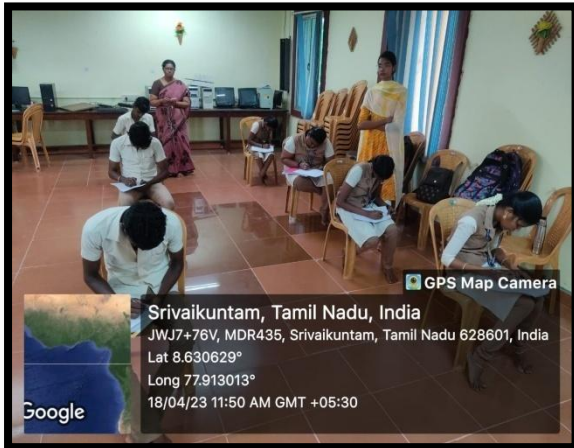 GPS Map Camera
Srivaikuntam, Tamil Nadu, India
JWJ7+76V, MDR435, Srivaikuntam, Tamil Nadu 628601, India
Lat 8.630629°
Long 77.913013°
18/04/23 11:50 AM GMT +05:30
Google